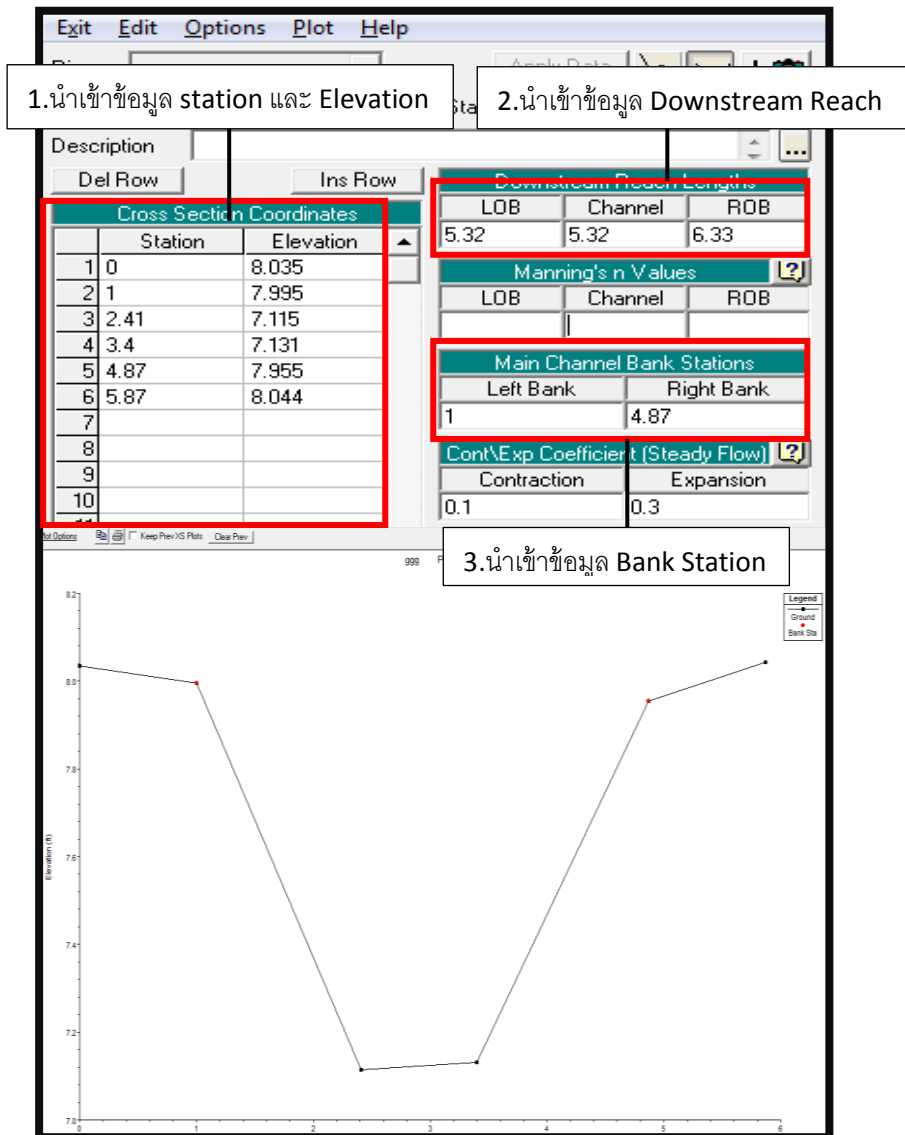 Exit Edit Options Plot Help
1.นำเข้าข้อมูล station และ Elevation
2.นำเข้าข้อมูล Downstream Reach
Description
...
Del Row Ins Row
Downstream Reach Lengths
LOB Channel ROB
5.32 5.32 6.33
Cross Section Coordinates
Station Elevation
1 0 8.035
2 1 7.995
3 2.41 7.115
4 3.4 7.131
5 4.87 7.955
6 5.87 8.044
7
8
9
10
Manning's n Values
LOB Channel ROB
Main Channel Bank Stations
Left Bank Right Bank
1 4.87
Cont\Exp Coefficient (Steady Flow)
Contraction Expansion
0.1 0.3
Keep Prev XS Plots Clear Prev
3.นำเข้าข้อมูล Bank Station
ggg
Legend
Ground
Bank Sta
8.2
8.0
7.8
7.6
7.4
7.2
7.0
Elevation (ft)
0 1 2 3 4 5 6